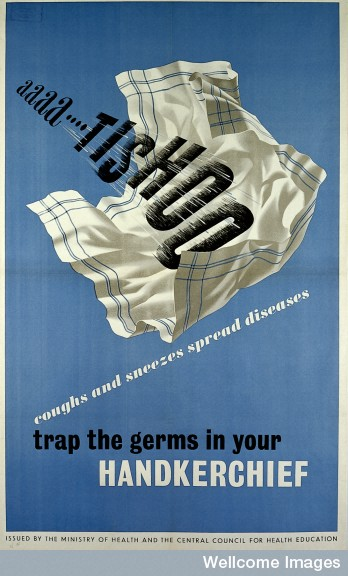 aaaa....TISHOO
coughs and sneezes spread diseases
trap the germs in your
HANDKERCHIEF
ISSUED BY THE MINISTRY OF HEALTH AND THE CENTRAL COUNCIL FOR HEALTH EDUCATION
Wellcome Images